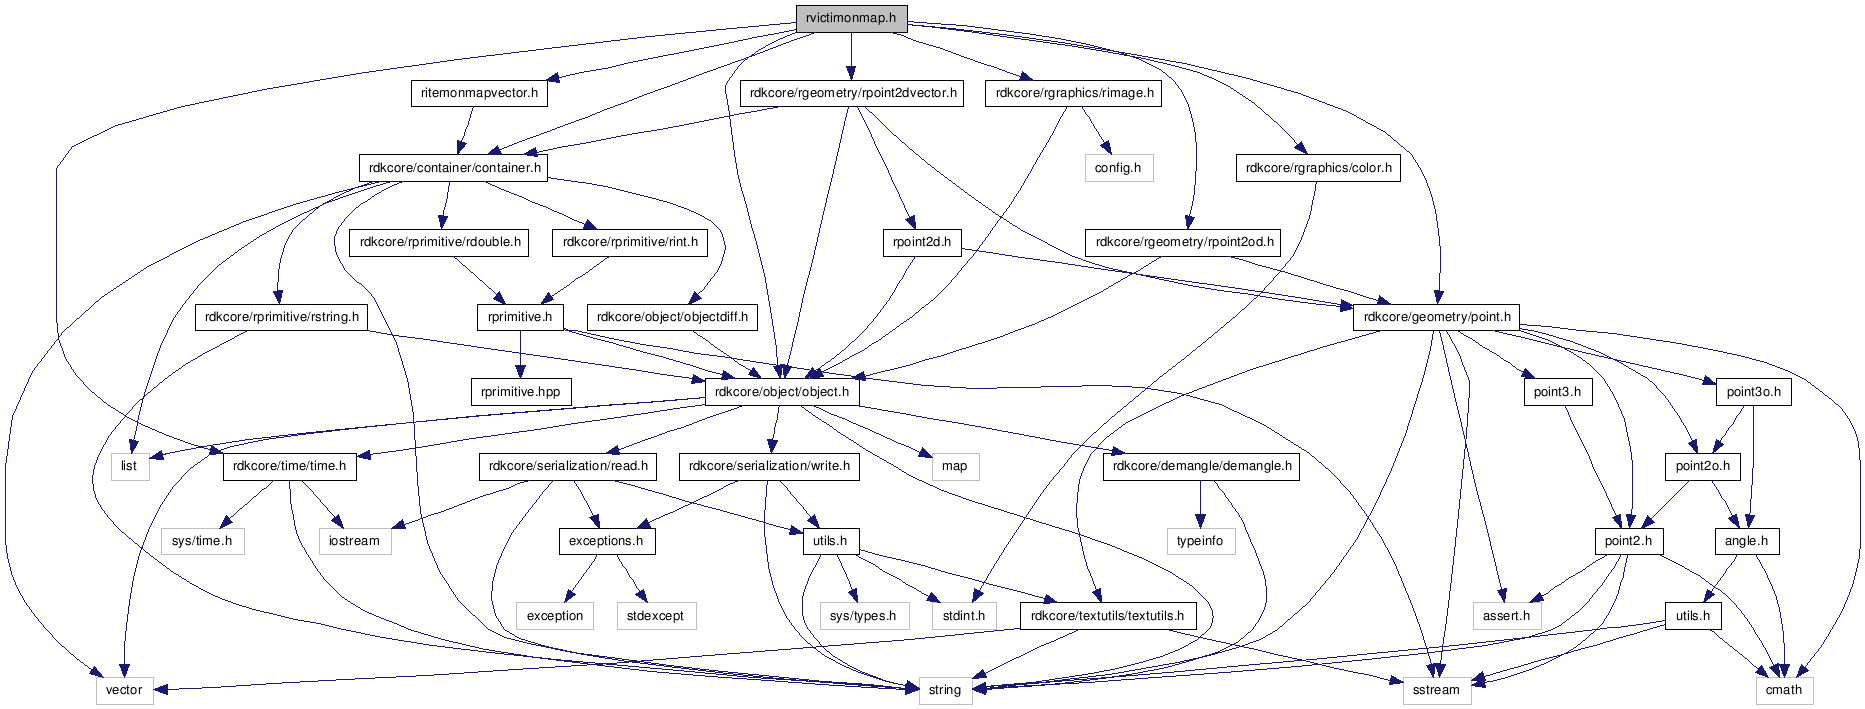 rvictimonmap.h
ritemonmapvector.h
rdkcore/rgeometry/rpoint2dvector.h
rdkcore/rgraphics/rimage.h
rdkcore/container/container.h
config.h
rdkcore/rgraphics/color.h
rdkcore/rprimitive/rdouble.h
rdkcore/rprimitive/rint.h
rpoint2d.h
rdkcore/rgeometry/rpoint2od.h
rdkcore/rprimitive/rstring.h
rprimitive.h
rdkcore/object/objectdiff.h
rdkcore/geometry/point.h
rprimitive.hpp
rdkcore/object/object.h
point3.h
point3o.h
list
rdkcore/time/time.h
rdkcore/serialization/read.h
rdkcore/serialization/write.h
map
rdkcore/demangle/demangle.h
point2o.h
sys/time.h
iostream
exceptions.h
utils.h
typeinfo
point2.h
angle.h
exception
stdexcept
sys/types.h
stdint.h
rdkcore/textutils/textutils.h
assert.h
utils.h
vector
string
sstream
cmath